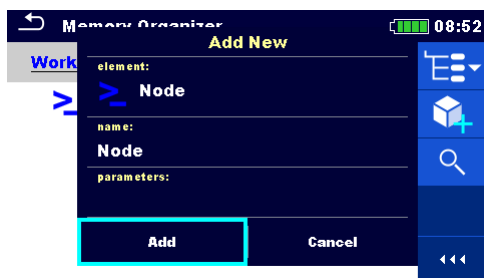 Memory Organizer
08:52
Add New
Work
element:
Node
name:
Node
parameters:
Add
Cancel